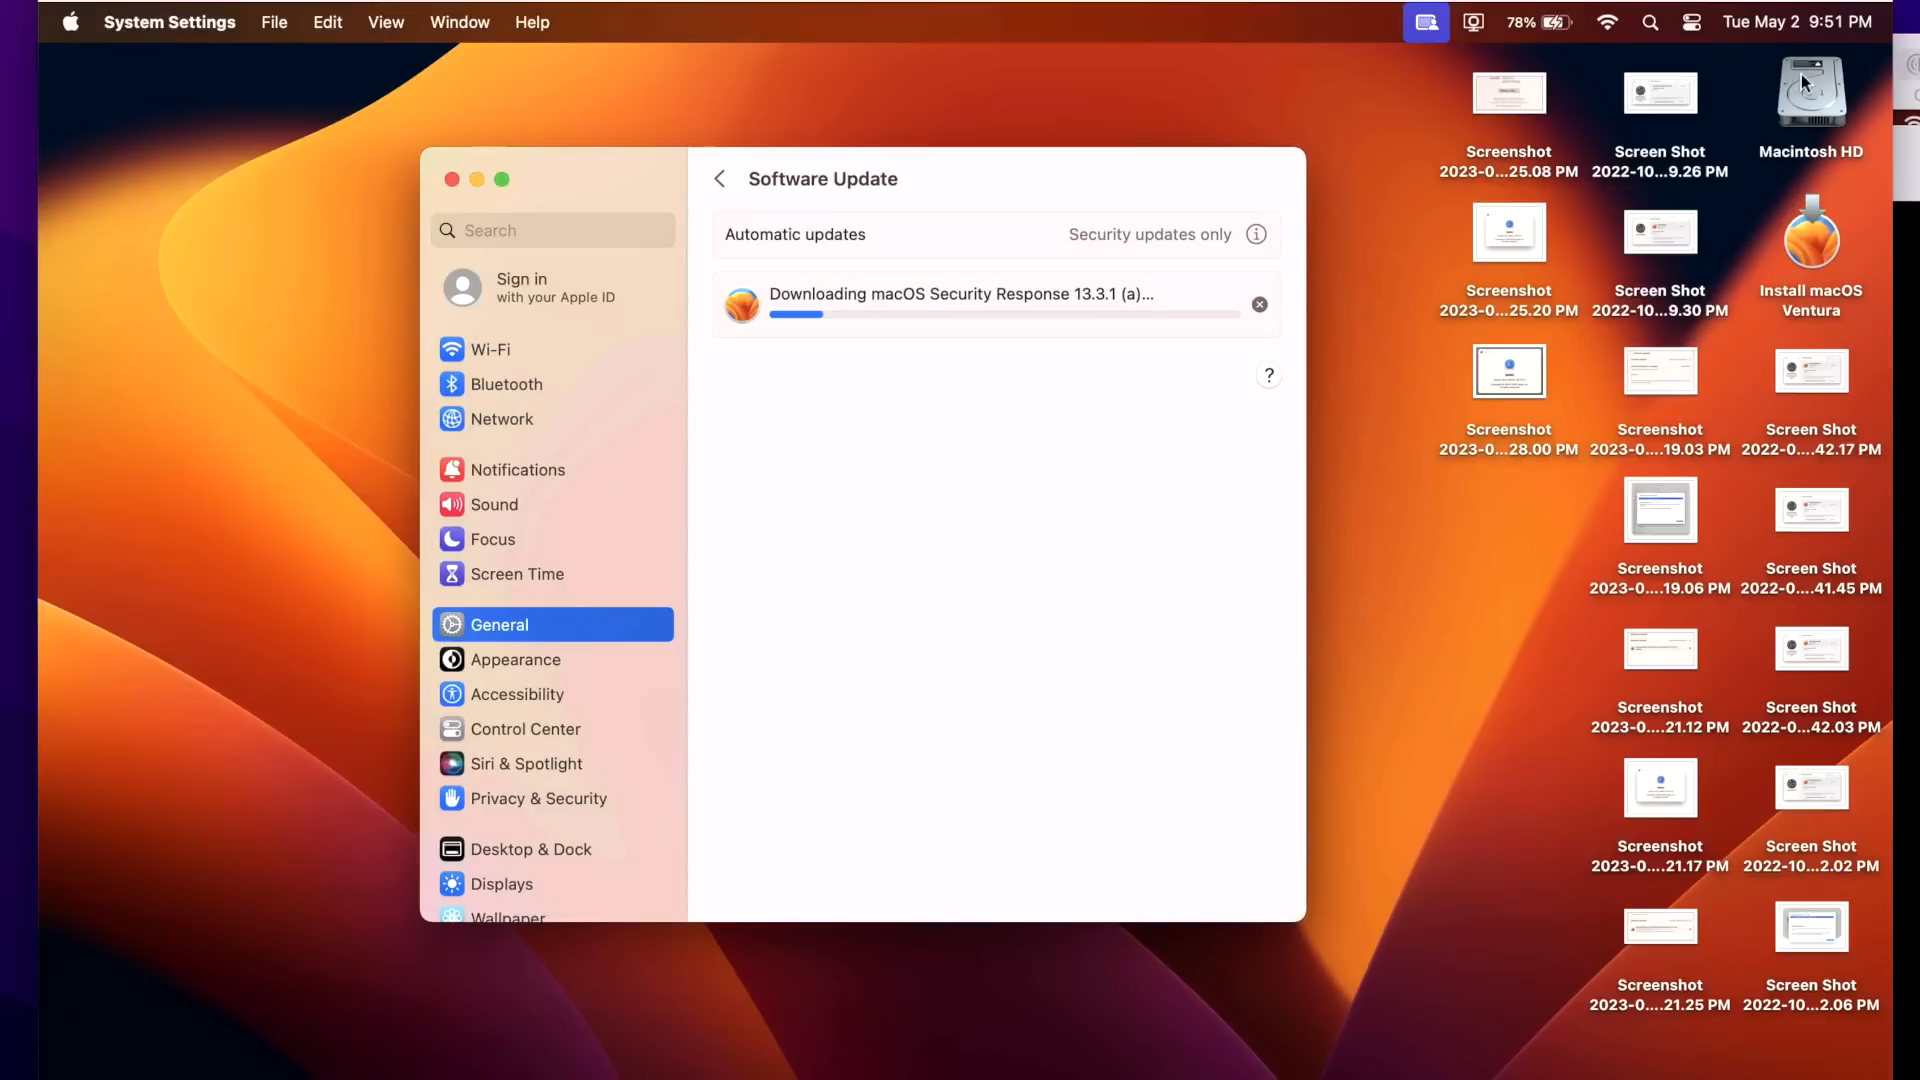 System Settings File Edit View Window Help 78% Tue May 2 9:51 PM
Software Update
Search
Automatic updates Security updates only
Sign in
with your Apple ID
Downloading macOS Security Response 13.3.1 (a)...
?
Wi-Fi
Bluetooth
Network
Notifications
Sound
Focus
Screen Time
General
Appearance
Accessibility
Control Center
Siri & Spotlight
Privacy & Security
Desktop & Dock
Displays
Wallpaper
Screenshot
2023-0...25.08 PM
Screen Shot
2022-10...9.26 PM
Macintosh HD
Screenshot
2023-0...25.20 PM
Screen Shot
2022-10...9.30 PM
Install macOS
Ventura
Screenshot
2023-0...28.00 PM
Screenshot
2023-0....19.03 PM
Screen Shot
2022-0....42.17 PM
Screenshot
2023-0....19.06 PM
Screen Shot
2022-0....41.45 PM
Screenshot
2023-0....21.12 PM
Screen Shot
2022-0...42.03 PM
Screenshot
2023-0....21.17 PM
Screen Shot
2022-10...2.02 PM
Screenshot
2023-0....21.25 PM
Screen Shot
2022-10...2.06 PM